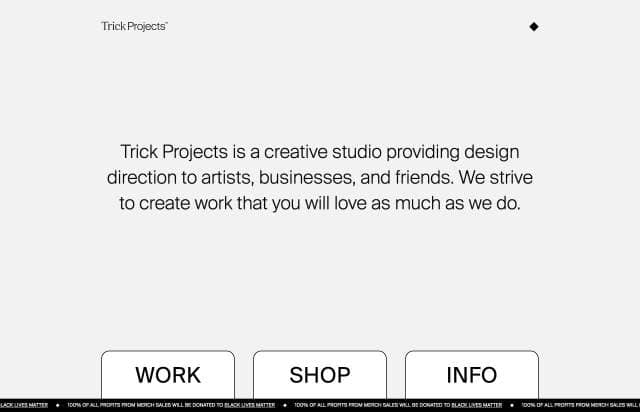 Trick Projects™
Trick Projects is a creative studio providing design
direction to artists, businesses, and friends. We strive
to create work that you will love as much as we do.
WORK SHOP INFO
BLACK LIVES MATTER ◆ 100% OF ALL PROFITS FROM MERCH SALES WILL BE DONATED TO BLACK LIVES MATTER ◆ 100% OF ALL PROFITS FROM MERCH SALES WILL BE DONATED TO BLACK LIVES MATTER ◆ 100% OF ALL PROFITS FROM MERCH SALES WILL